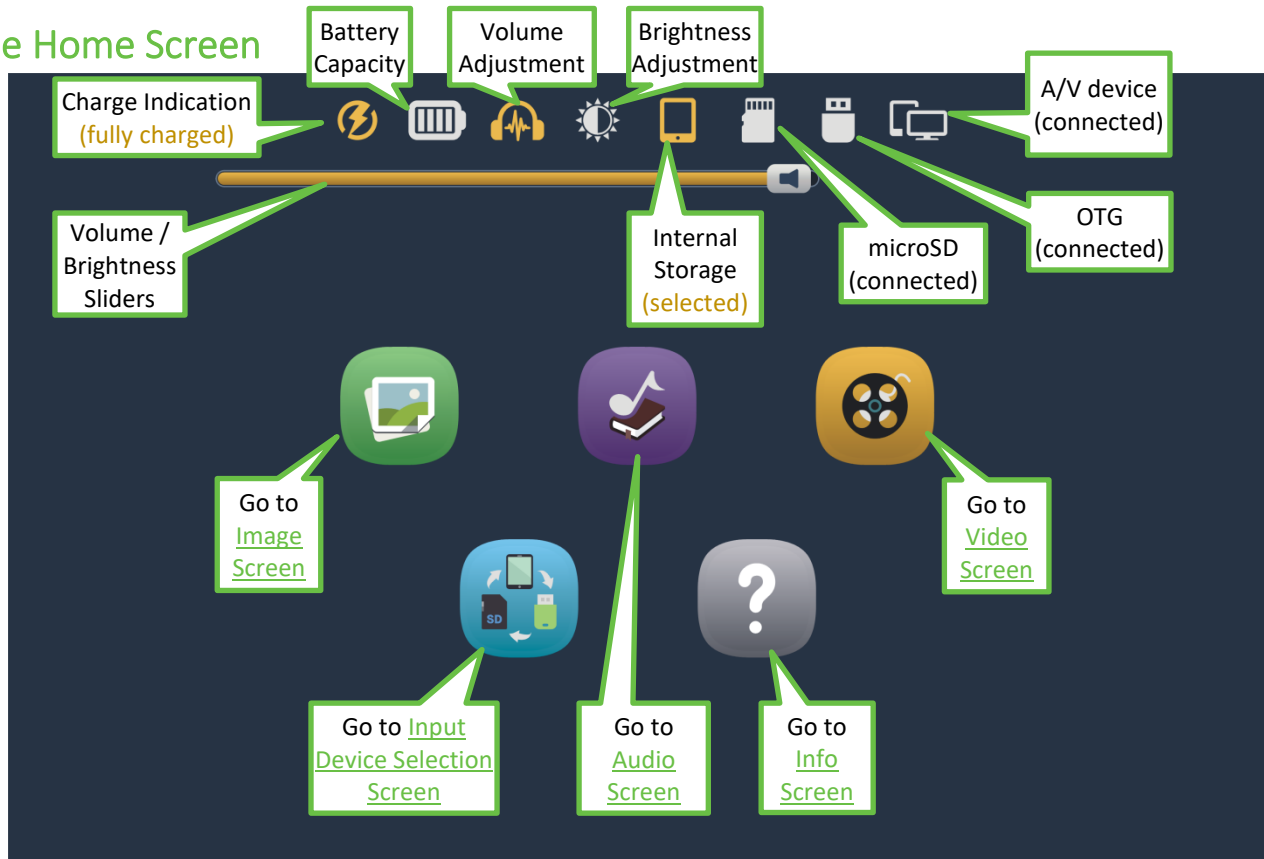 e Home Screen
Battery
Capacity
Volume
Adjustment
Brightness
Adjustment
Charge Indication
(fully charged)
A/V device
(connected)
Volume /
Brightness
Sliders
Internal
Storage
(selected)
microSD
(connected)
OTG
(connected)
Go to
Image
Screen
Go to
Video
Screen
SD
?
Go to Input
Device Selection
Screen
Go to
Audio
Screen
Go to
Info
Screen